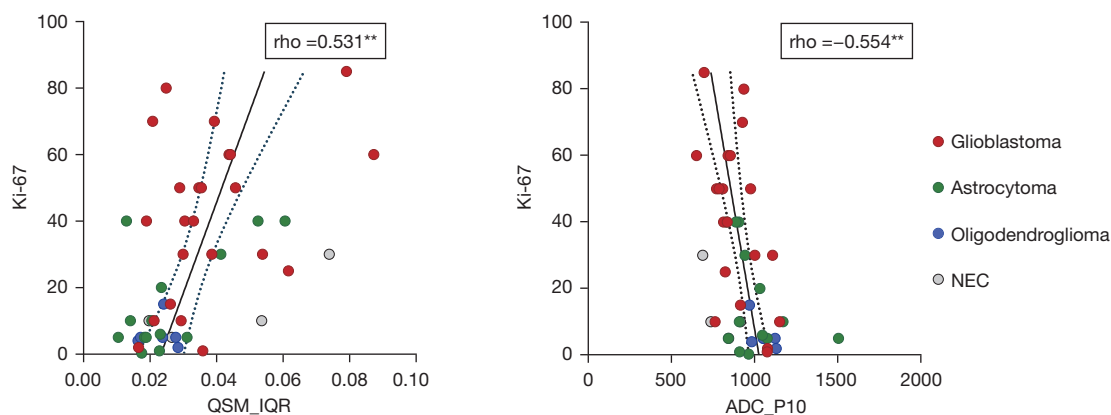 100
80
60
40
20
0
Ki-67
rho =0.531**
0.00 0.02 0.04 0.06 0.08 0.10
QSM_IQR
100
80
60
40
20
0
Ki-67
rho =−0.554**
0 500 1000 1500 2000
ADC_P10
Glioblastoma
Astrocytoma
Oligodendroglioma
NEC